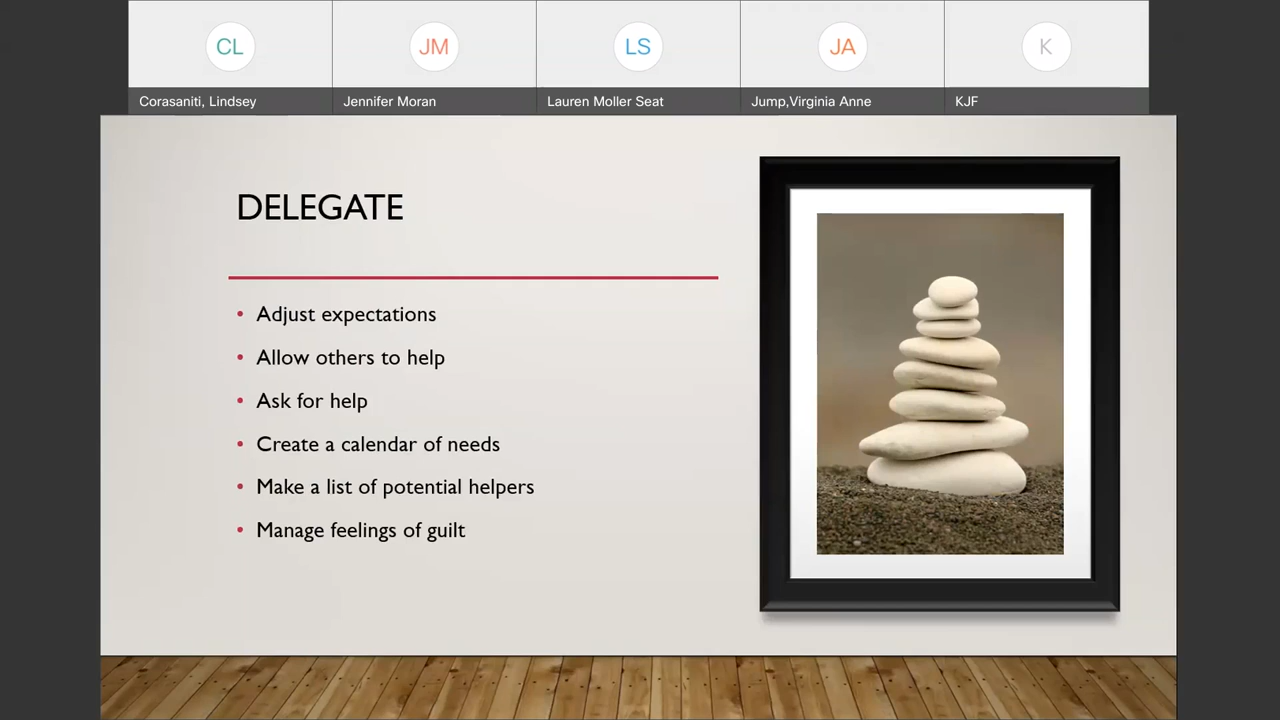 CL
JM
LS
JA
K
Corasaniti, Lindsey
Jennifer Moran
Lauren Moller Seat
Jump,Virginia Anne
KJF
DELEGATE
• Adjust expectations
• Allow others to help
• Ask for help
• Create a calendar of needs
• Make a list of potential helpers
• Manage feelings of guilt